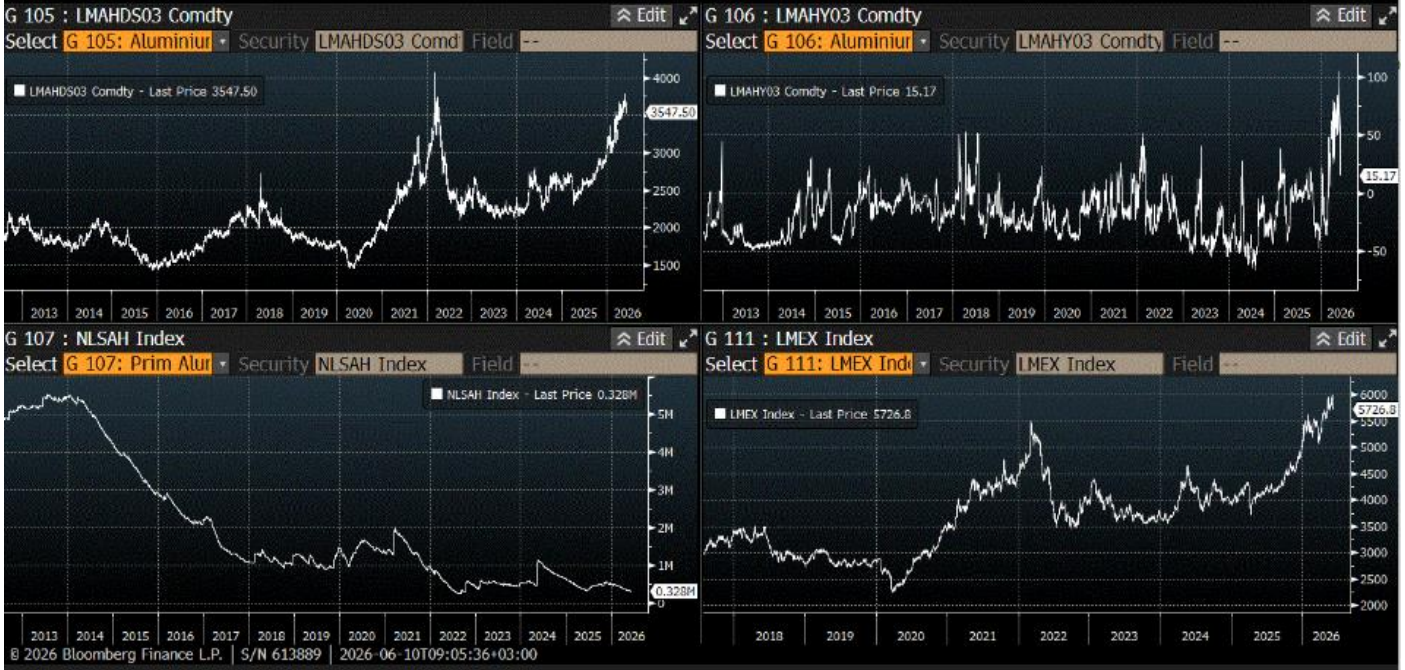 G 105 : LMAHDS03 Comdty
Edit
Select G 105: Aluminiur Security LMAHDS03 Comd Field --
LMAHDS03 Comdty - Last Price 3547.50
4000
3547.50
3000
2500
2000
1500
2013 2014 2015 2016 2017 2018 2019 2020 2021 2022 2023 2024 2025 2026
G 106 : LMAHY03 Comdty
Edit
Select G 106: Aluminiur Security LMAHY03 Comdty Field --
LMAHY03 Comdty - Last Price 15.17
100
50
15.17
0
-50
2013 2014 2015 2016 2017 2018 2019 2020 2021 2022 2023 2024 2025 2026
G 107 : NLSAH Index
Edit
Select G 107: Prim Alur Security NLSAH Index Field --
NLSAH Index - Last Price 0.328M
5M
4M
3M
2M
1M
0.328M
0
2013 2014 2015 2016 2017 2018 2019 2020 2021 2022 2023 2024 2025 2026
G 111 : LMEX Index
Edit
Select G 111: LMEX Inde Security LMEX Index Field --
LMEX Index - Last Price 5726.8
6000
5726.8
5500
5000
4500
4000
3500
3000
2500
2000
2018 2019 2020 2021 2022 2023 2024 2025 2026
© 2026 Bloomberg Finance L.P. | S/N 613889 | 2026-06-10T09:05:36+03:00